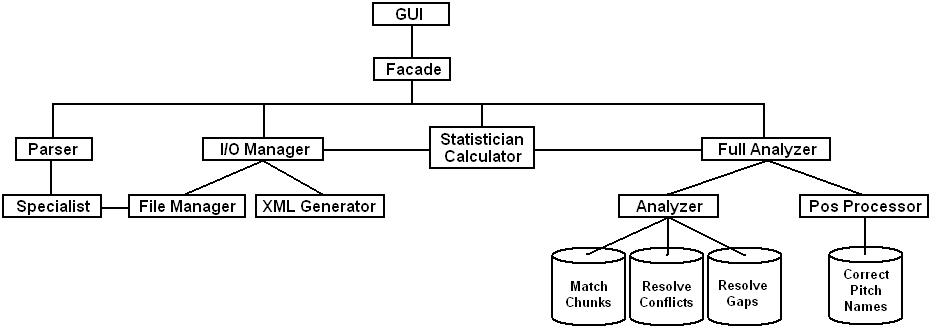 GUI
Facade
Parser
I/O Manager
Statistician
Calculator
Full Analyzer
Specialist
File Manager
XML Generator
Analyzer
Pos Processor
Match
Chunks
Resolve
Conflicts
Resolve
Gaps
Correct
Pitch
Names